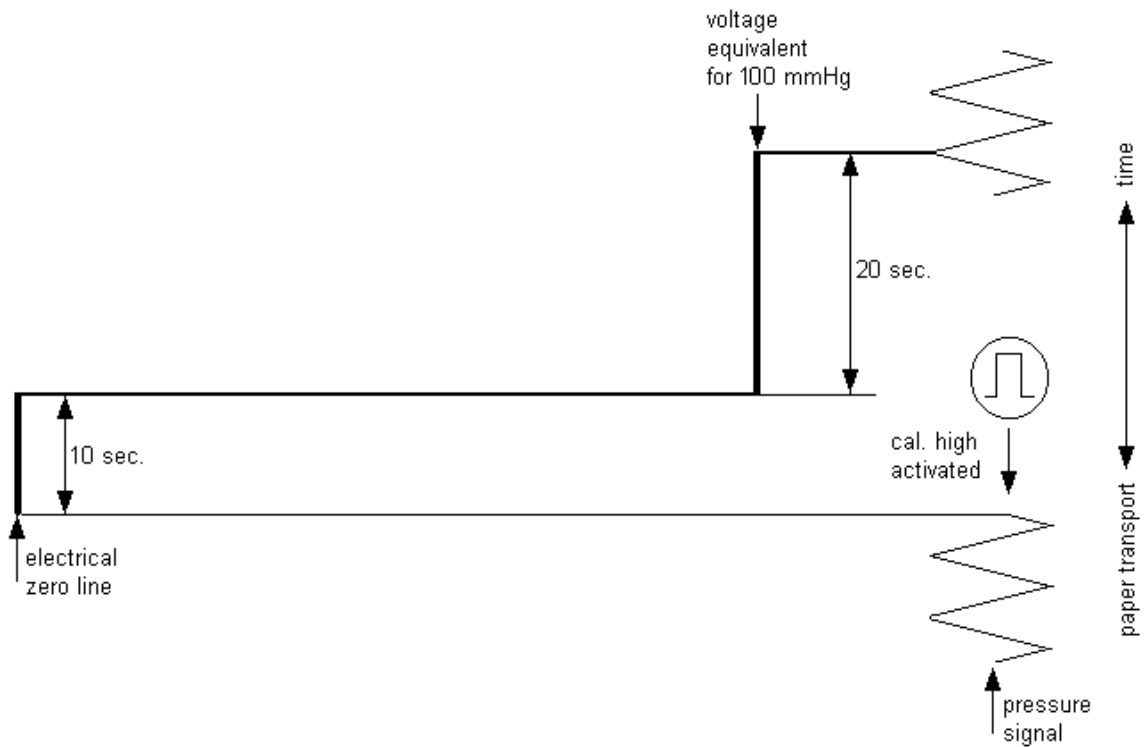 voltage
equivalent
for 100 mmHg
time
20 sec.
10 sec.
cal. high
activated
electrical
zero line
paper transport
pressure
signal